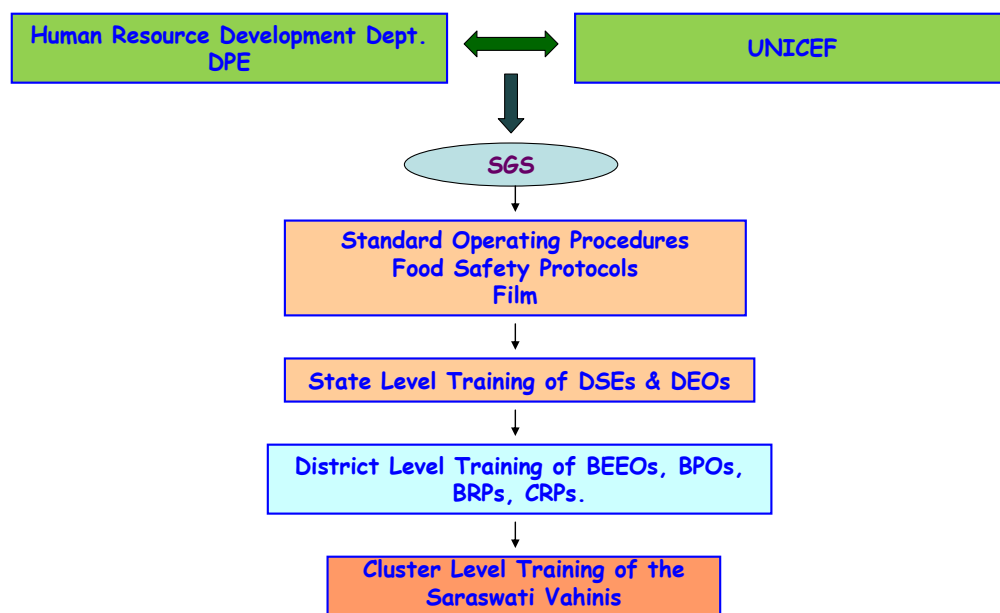 Human Resource Development Dept.
DPE
UNICEF
SGS
Standard Operating Procedures
Food Safety Protocols
Film
State Level Training of DSEs & DEOs
District Level Training of BEEOs, BPOs,
BRPs, CRPs.
Cluster Level Training of the
Saraswati Vahinis